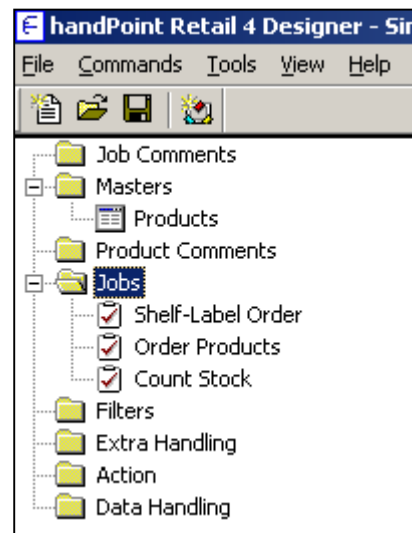 handPoint Retail 4 Designer - Sin
File Commands Tools View Help
Job Comments
Masters
Products
Product Comments
Jobs
Shelf-Label Order
Order Products
Count Stock
Filters
Extra Handling
Action
Data Handling